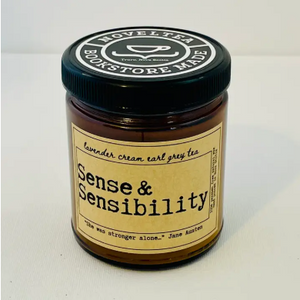 NOVELTEA
BOOKSTORE MADE
lavender cream earl grey tea
Sense &
Sensibility
"She was stronger alone…" Jane Austen